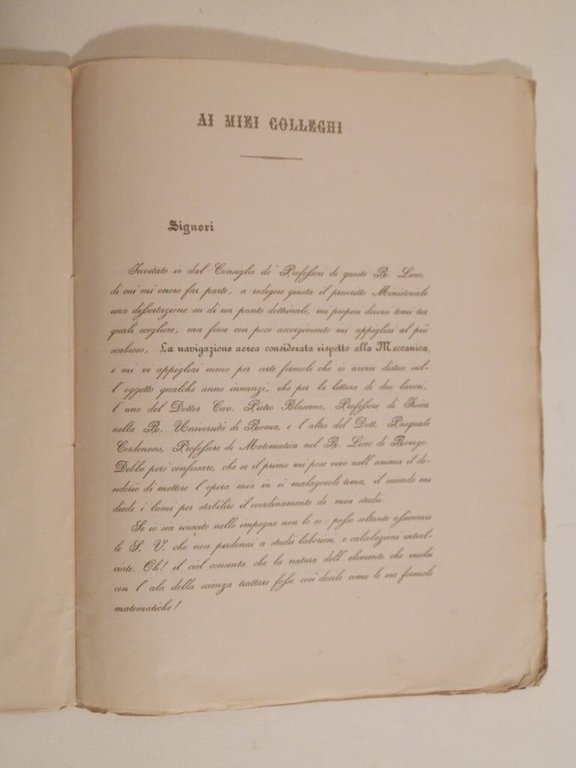 AI MIEI COLLEGHI
Signori
Invitato io dal Consiglio de' Professori di questo R. Liceo,
di cui mi onoro far parte, a redigere giusta il prescritto Ministeriale
una dissertazione su di un punto dottrinale, mi proposi diversi temi tra
quali scegliere, ma forse con poco accorgimento mi appigliai al più
scabroso, La navigazione aerea considerata rispetto alla Meccanica,
e mi vi appigliai meno per certe formole che io aveva distese sul-
l'oggetto qualche anno innanzi, che per la lettura di due lavori,
l'uno del Dottor Cav. Pietro Blaserna, Professore di Fisica
nella R. Università di Roma, e l'altro del Dott. Pasquale
Cordenons, Professore di Matematica nel R. Liceo di Rovigo.
Debbo però confessare, che se il primo mi pose vivo nell'anima il de-
siderio di mettere l'opera mia in sì malagevole tema, il secondo mi
diede i lumi per stabilire il coordinamento di miei studii.
Se io sia riuscito nello impegno non lo so: posso soltanto assicurare
le S. V. che non perdonai a studii laboriosi, e calcolazioni intral-
ciate. Oh! il ciel consenta che la natura dell'elemento che vuolsi
con l'ala della scienza trattare fosse così docile come le sue formole
matematiche!